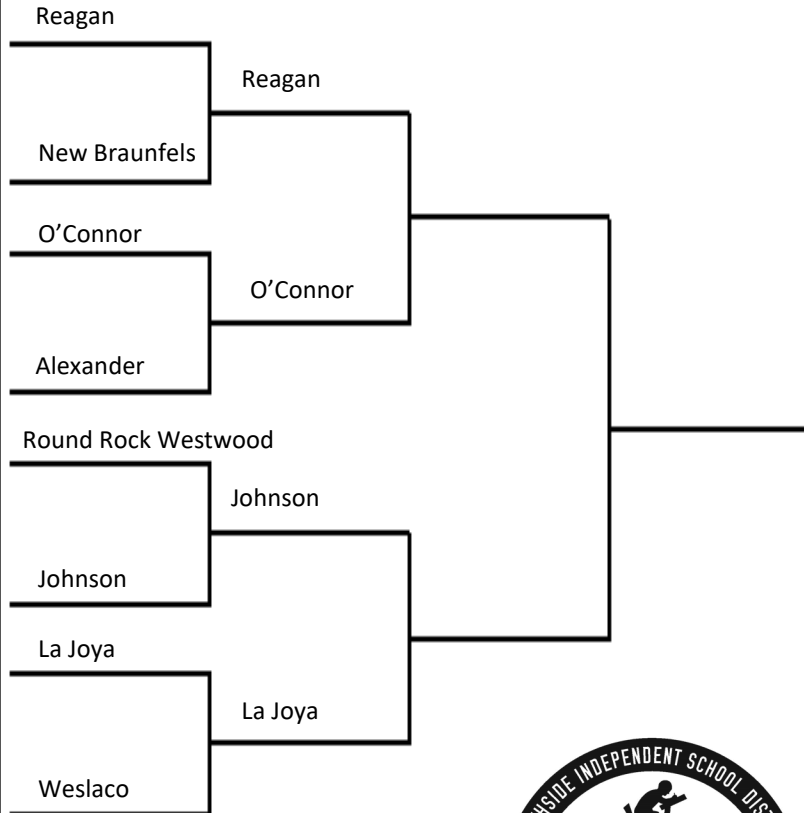 Reagan
Reagan
New Braunfels
O’Connor
O’Connor
Alexander
Round Rock Westwood
Johnson
Johnson
La Joya
La Joya
Weslaco
INDEPENDENT SCHOOL